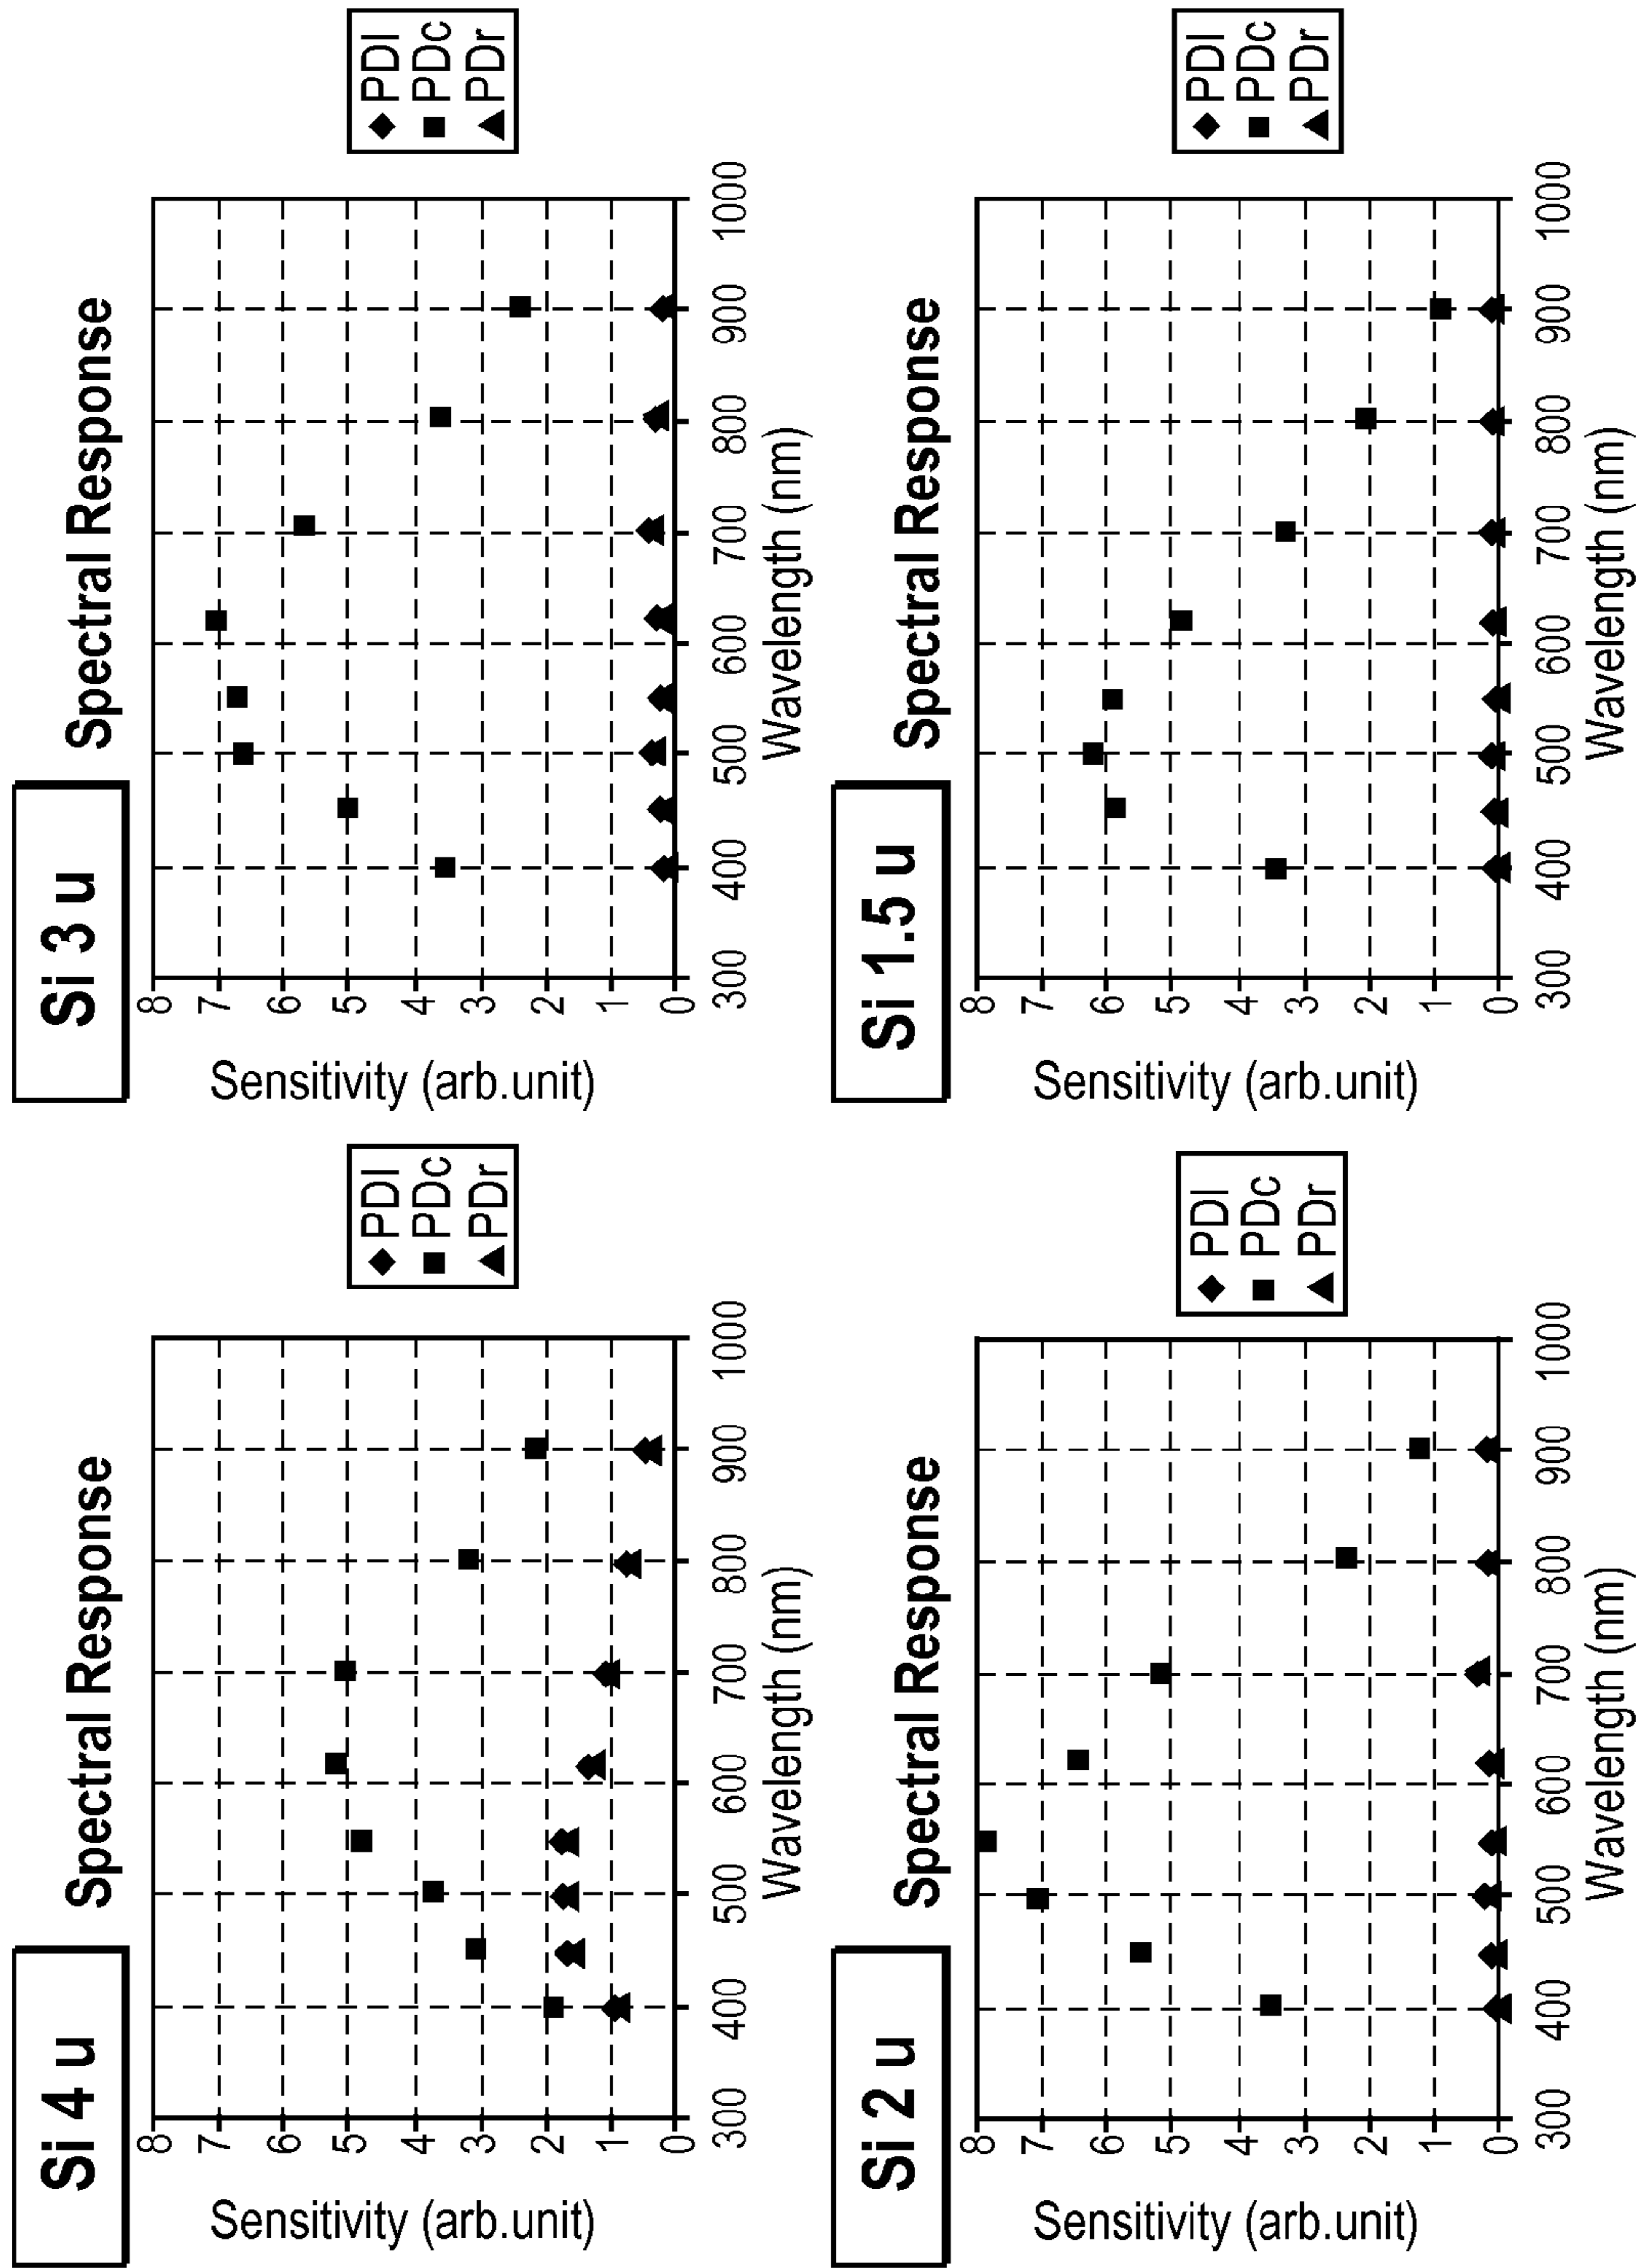 Si 4 u
Spectral Response
Sensitivity (arb.unit)
8
7
6
5
4
3
2
1
0
300 400 500 600 700 800 900 1000
Wavelength (nm)
PDl
PDc
PDr
Si 3 u
Spectral Response
Sensitivity (arb.unit)
8
7
6
5
4
3
2
1
0
300 400 500 600 700 800 900 1000
Wavelength (nm)
PDl
PDc
PDr
Si 2 u
Spectral Response
Sensitivity (arb.unit)
8
7
6
5
4
3
2
1
0
300 400 500 600 700 800 900 1000
Wavelength (nm)
PDl
PDc
PDr
Si 1.5 u
Spectral Response
Sensitivity (arb.unit)
8
7
6
5
4
3
2
1
0
300 400 500 600 700 800 900 1000
Wavelength (nm)
PDl
PDc
PDr